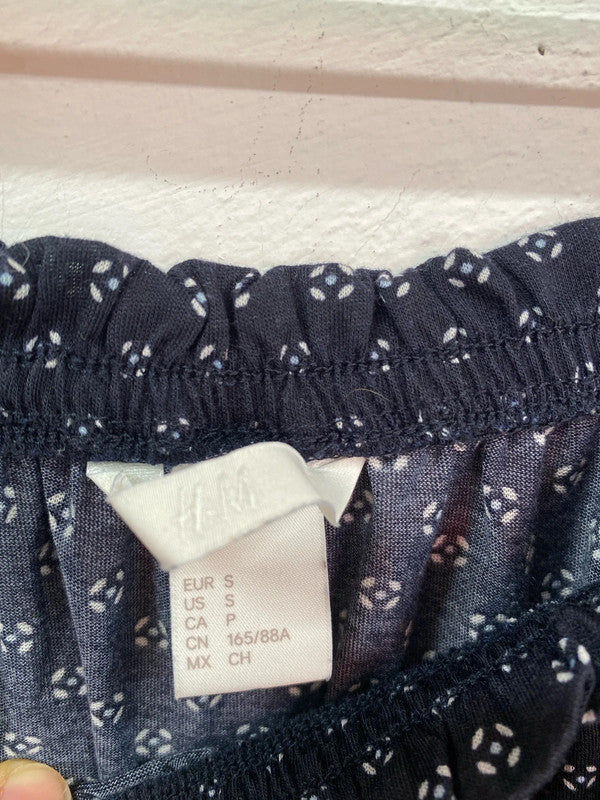 H&M
EUR S
US S
CA P
CN 165/88A
MX CH